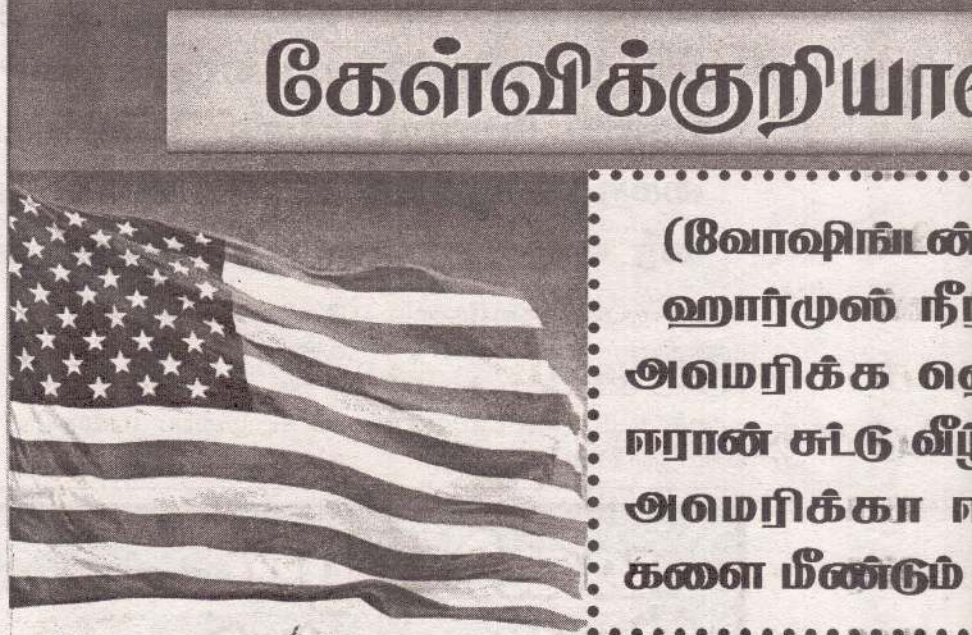 கேள்விக்குறியா
(வோஷிங்டன்
ஹார்முஸ்
அமெரிக்க
ஈரான் சுட்டு
அமெரிக்கா
களை மீண்டும்